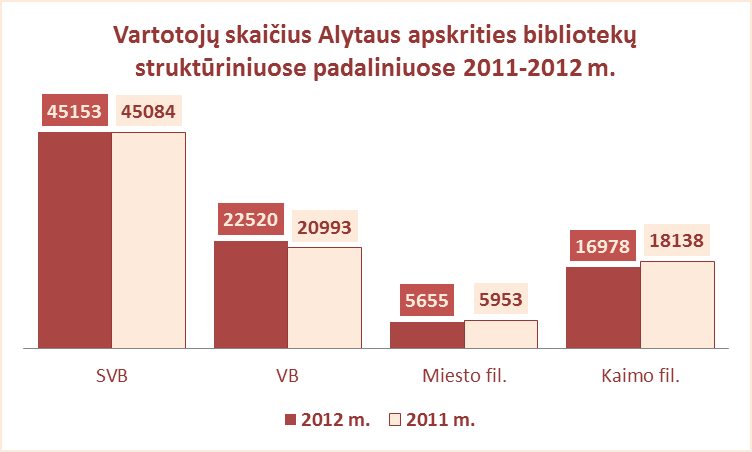 Vartotojų skaičius Alytaus apskrities bibliotekų
struktūriniuose padaliniuose 2011-2012 m.
45153 45084
22520 20993
5655 5953
16978 18138
SVB VB Miesto fil. Kaimo fil.
2012 m. 2011 m.